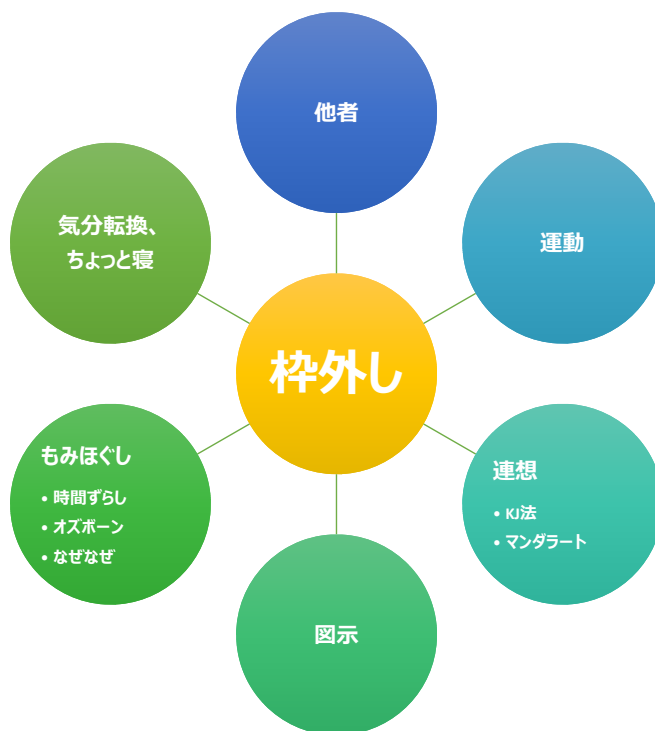 他者
気分転換、
ちょっと寝
運動
枠外し
もみほぐし
• 時間ずらし
• オズボーン
• なぜなぜ
連想
• KJ法
• マンダラート
図示